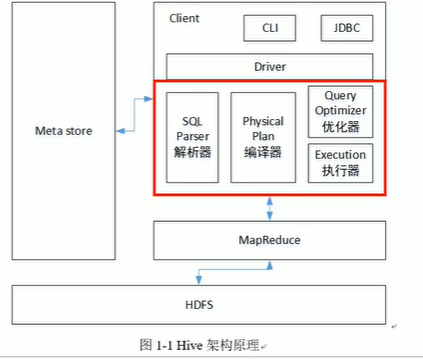 Client
CLI
JDBC
Driver
Meta store
SQL
Parser
解析器
Physical
Plan
编译器
Query
Optimizer
优化器
Execution
执行器
MapReduce
HDFS
图 1-1 Hive 架构原理